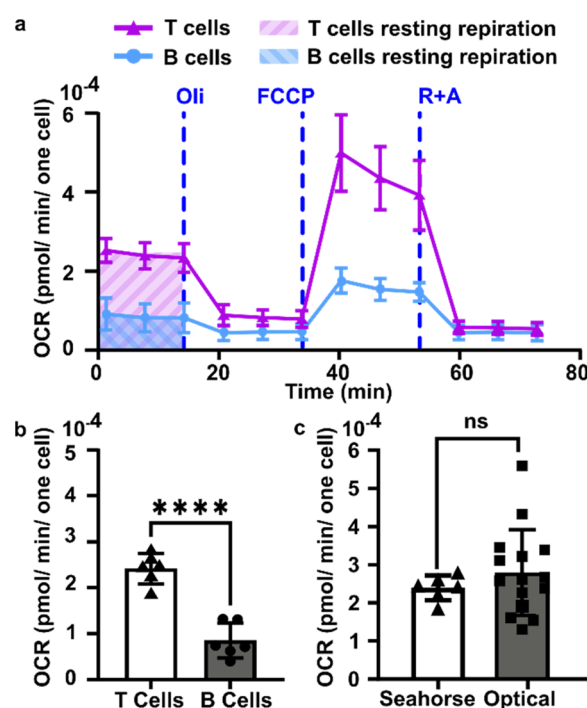 a
T cells T cells resting repiration
B cells B cells resting repiration
10-4
Oli FCCP R+A
OCR (pmol/ min/ one cell)
6
4
2
0
0 20 40 60 80
Time (min)
b
10-4
OCR (pmol/ min/ one cell)
5
4
3
2
1
0
****
T Cells B Cells
c
10-4
OCR (pmol/ min/ one cell)
6
5
4
3
2
1
0
ns
Seahorse Optical